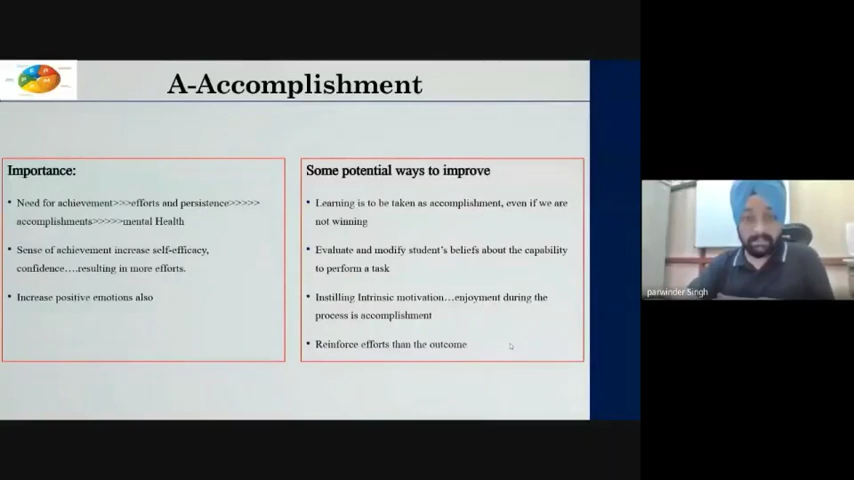 A-Accomplishment
Importance:
• Need for achievement>>>efforts and persistence>>>>>
accomplishments>>>>>mental Health
• Sense of achievement increase self-efficacy,
confidence….resulting in more efforts.
• Increase positive emotions also
Some potential ways to improve
• Learning is to be taken as accomplishment, even if we are
not winning
• Evaluate and modify student's beliefs about the capability
to perform a task
• Instilling Intrinsic motivation…enjoyment during the
process is accomplishment
• Reinforce efforts than the outcome
parwinder Singh